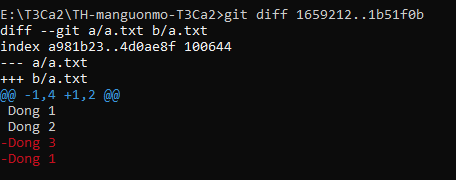 E:\T3Ca2\TH-manguonmo-T3Ca2>git diff 1659212..1b51f0b
diff --git a/a.txt b/a.txt
index a981b23..4d0ae8f 100644
--- a/a.txt
+++ b/a.txt
@@ -1,4 +1,2 @@
 Dong 1
 Dong 2
-Dong 3
-Dong 1